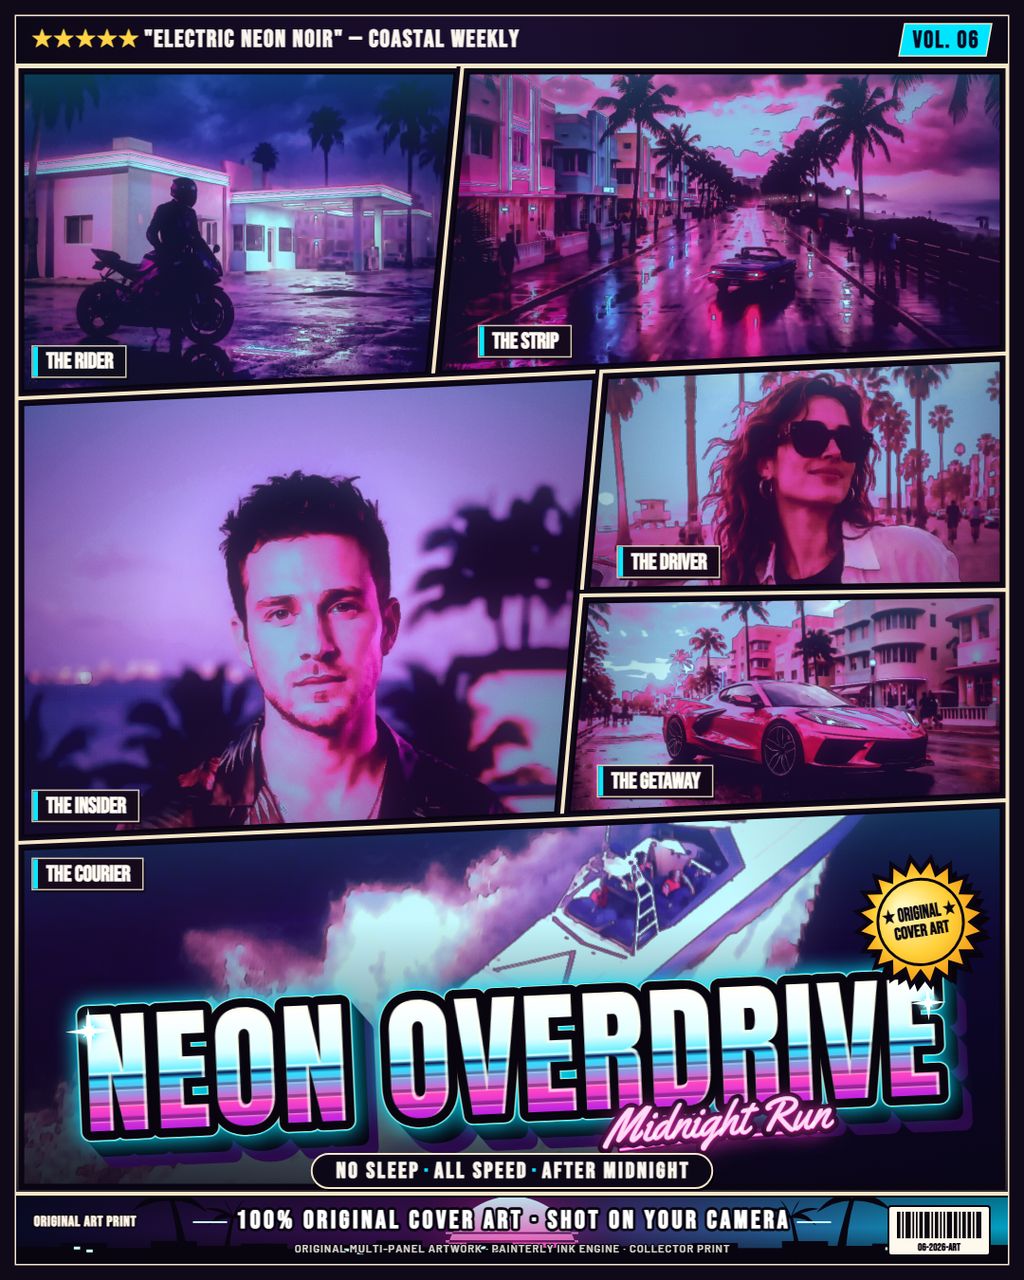 ★★★★★ "ELECTRIC NEON NOIR" — COASTAL WEEKLY
VOL. 06
THE RIDER
THE STRIP
THE DRIVER
THE INSIDER
THE GETAWAY
THE COURIER
★ ORIGINAL ★
COVER ART
NEON OVERDRIVE
Midnight Run
NO SLEEP · ALL SPEED · AFTER MIDNIGHT
ORIGINAL ART PRINT
100% ORIGINAL COVER ART · SHOT ON YOUR CAMERA
ORIGINAL MULTI-PANEL ARTWORK · PAINTERLY INK ENGINE · COLLECTOR PRINT
06-2026-ART